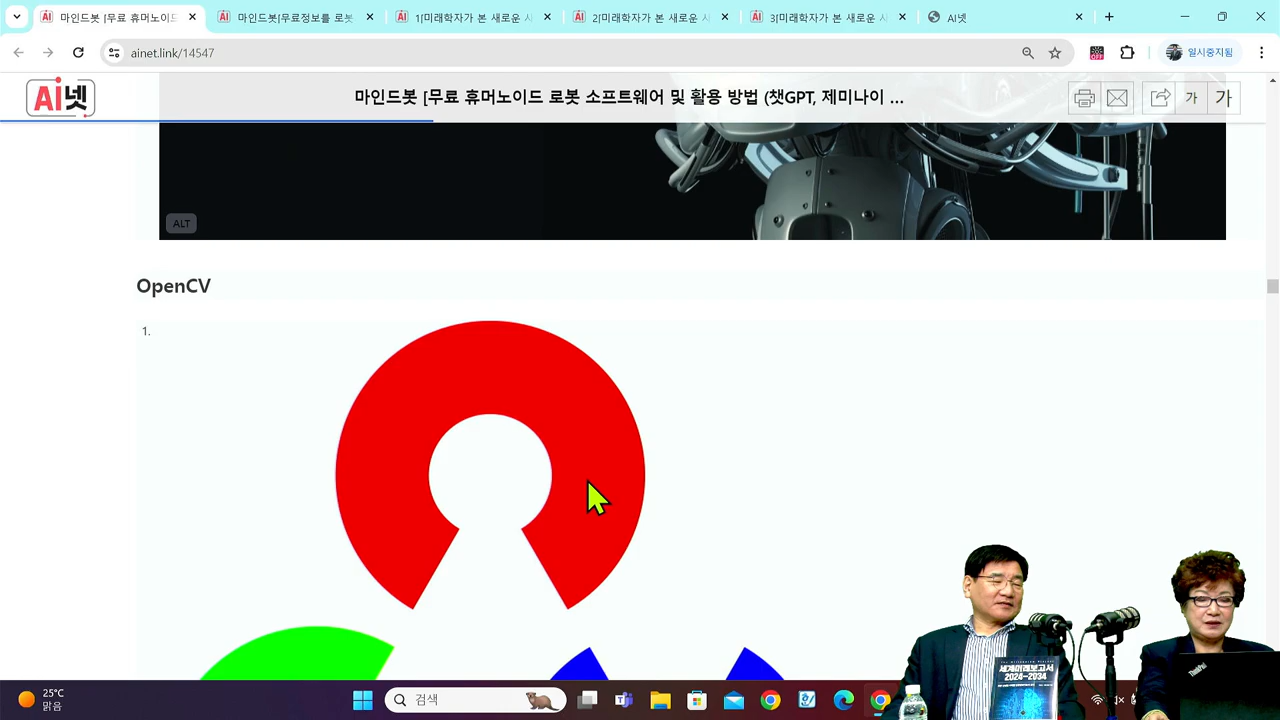 마인드봇 [무료 휴머노이드
마인드봇[무료정보를 로봇
1[미래학자가 본 새로운 시
2[미래학자가 본 새로운 시
3[미래학자가 본 새로운 시
AI넷
ainet.link/14547
OFF
일시중지됨
Ai넷
마인드봇 [무료 휴머노이드 로봇 소프트웨어 및 활용 방법 (챗GPT, 제미나이 ...
가
가
ALT
OpenCV
1.
세계미래보고서
2024-2034
ThinkPad
25°C
맑음
검색